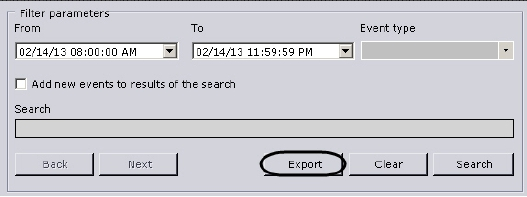 Filter parameters
From To Event type
02/14/13 08:00:00 AM 02/14/13 11:59:59 PM
Add new events to results of the search
Search
Back Next Export Clear Search